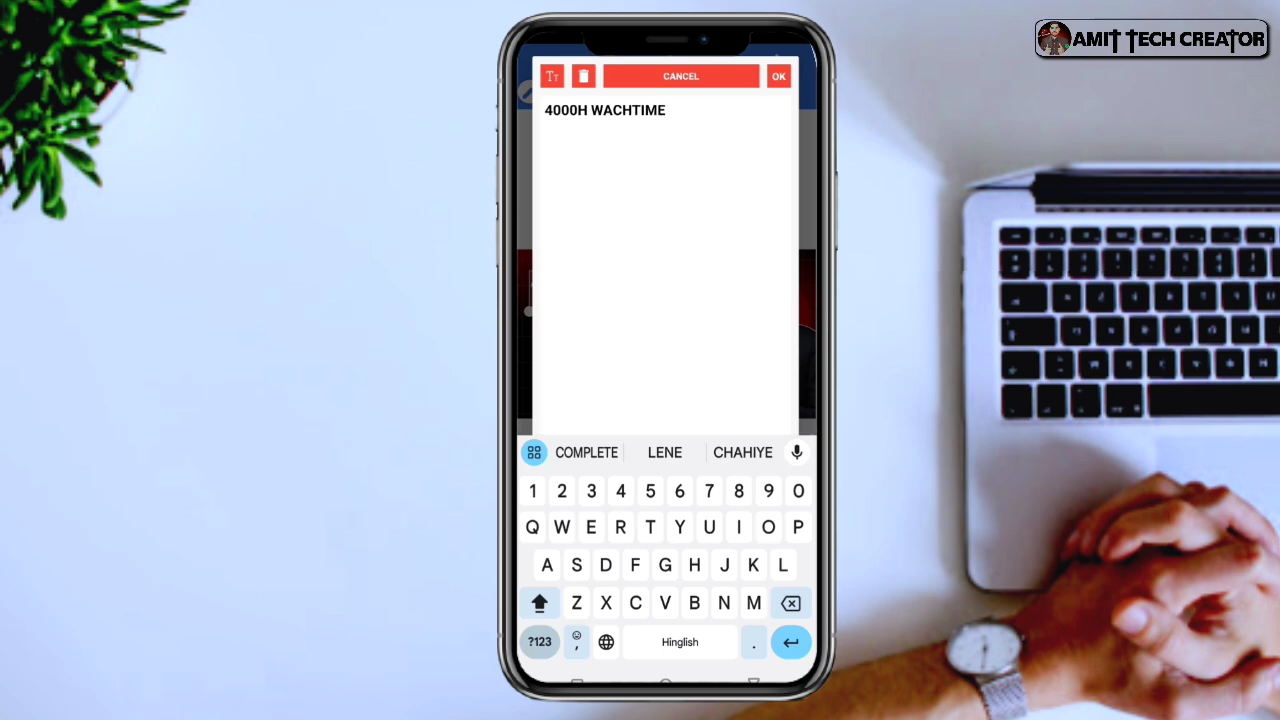 AMIT TECH CREATOR
TT
CANCEL
OK
4000H WACHTIME
COMPLETE
LENE
CHAHIYE
1 2 3 4 5 6 7 8 9 0
Q W E R T Y U I O P
A S D F G H J K L
Z X C V B N M
?123 , Hinglish .